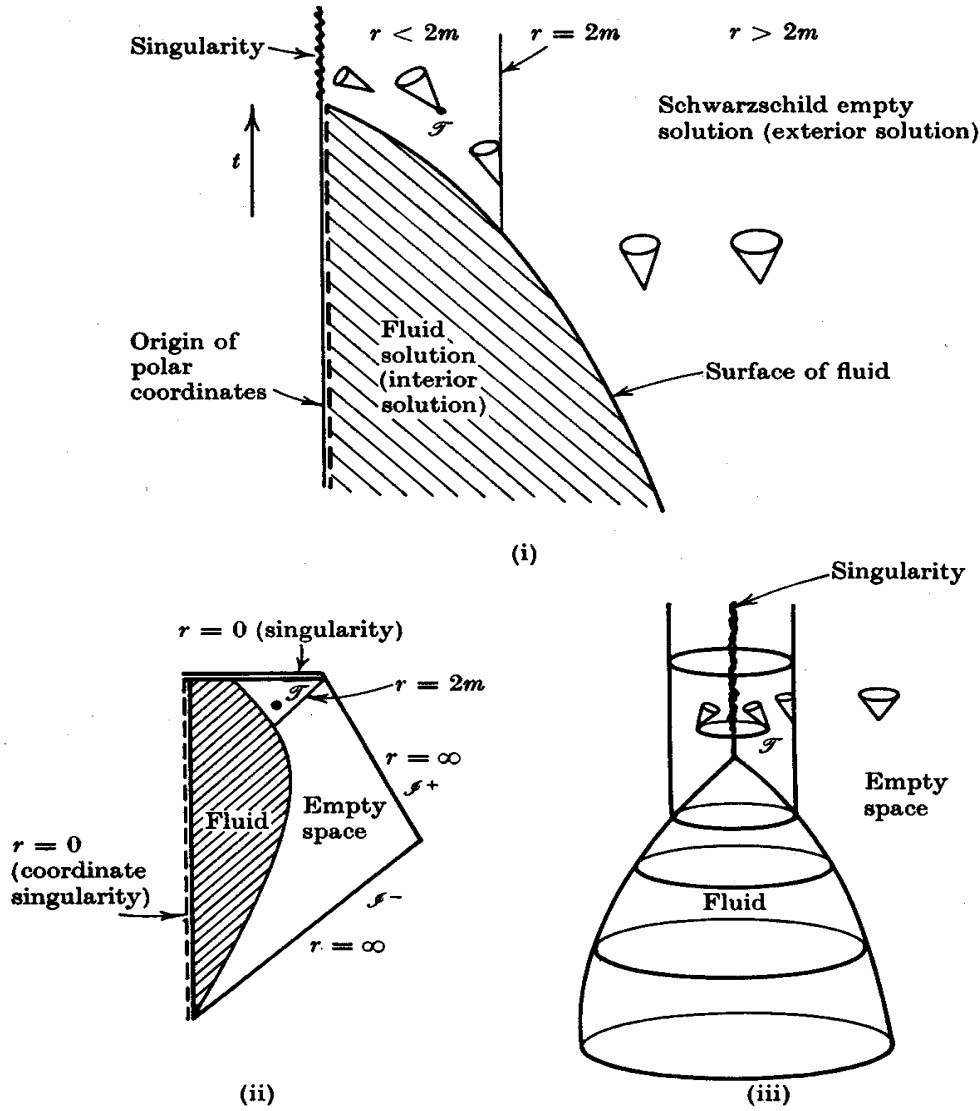 Singularity
r < 2m
r = 2m
r > 2m
𝒯
Schwarzschild empty
solution (exterior solution)
t
Origin of
polar
coordinates
Fluid
solution
(interior
solution)
Surface of fluid
(i)
r = 0 (singularity)
𝒯
r = 2m
r = ∞
𝓘+
Fluid
Empty
space
r = 0
(coordinate
singularity)
𝓘−
r = ∞
(ii)
Singularity
𝒯
Empty
space
Fluid
(iii)